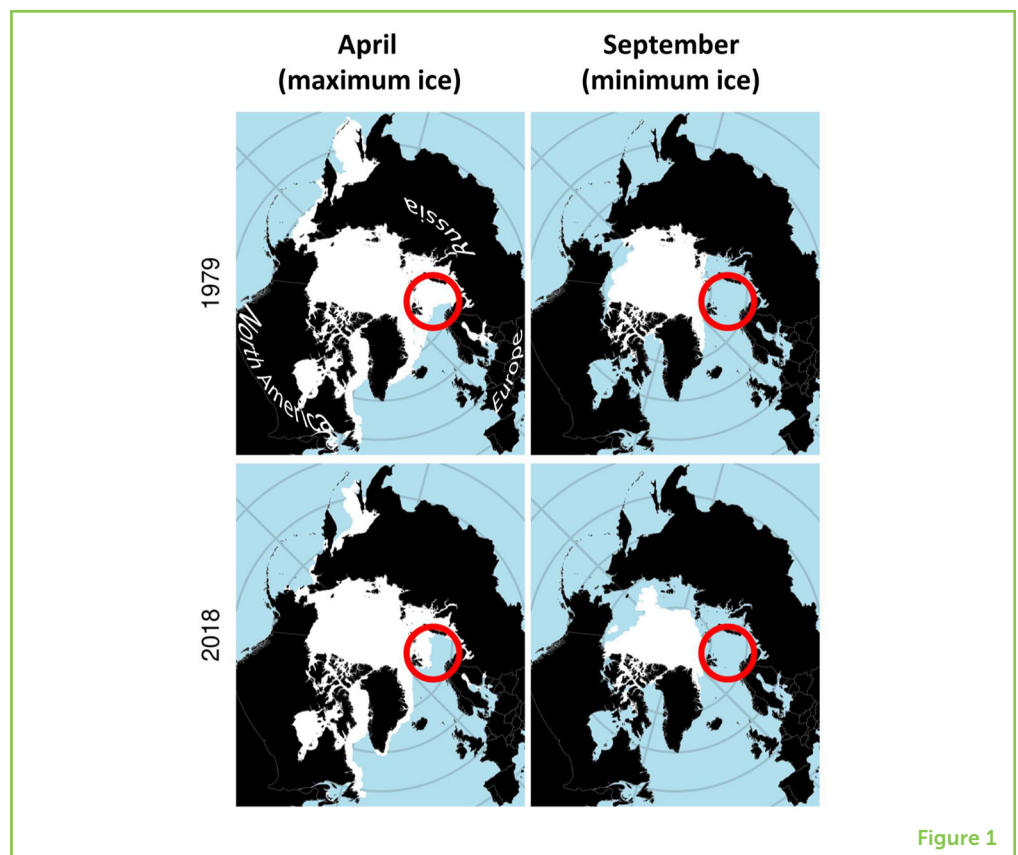 April
(maximum ice)
September
(minimum ice)
1979
Russia
North America
Europe
2018
Figure 1